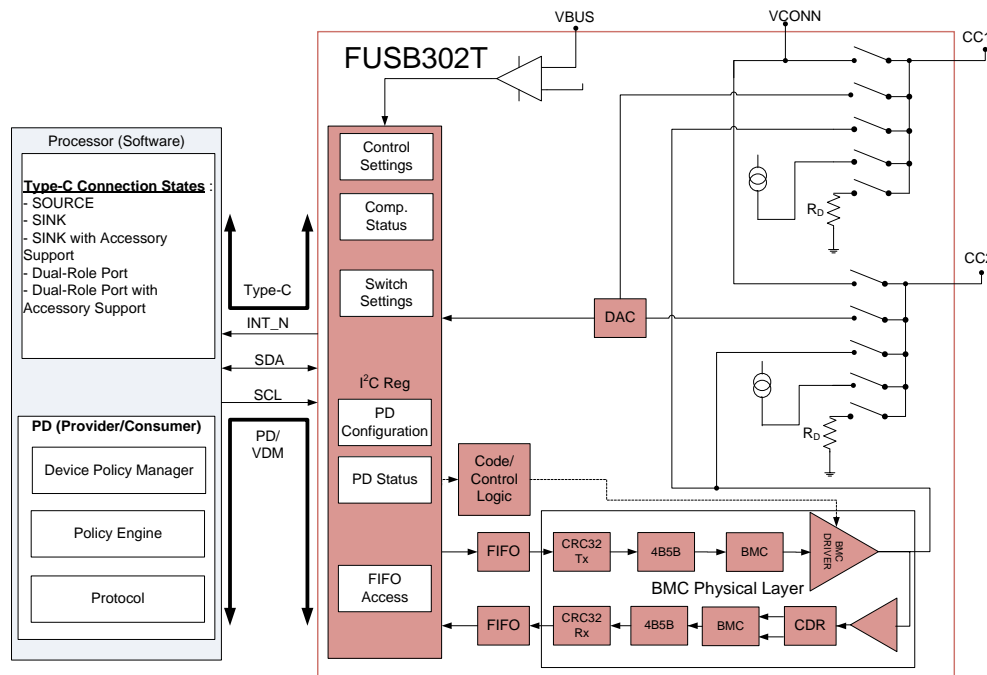 VBUS
VCONN
CC1
FUSB302T
Processor (Software)
Type-C Connection States :
- SOURCE
- SINK
- SINK with Accessory
Support
- Dual-Role Port
- Dual-Role Port with
Accessory Support
Type-C
INT_N
SDA
SCL
PD/
VDM
PD (Provider/Consumer)
Device Policy Manager
Policy Engine
Protocol
Control
Settings
Comp.
Status
Switch
Settings
I²C Reg
PD
Configuration
PD Status
FIFO
Access
RD
CC2
DAC
RD
Code/
Control
Logic
FIFO
CRC32
Tx
4B5B
BMC
BMC
DRIVER
BMC Physical Layer
FIFO
CRC32
Rx
4B5B
BMC
CDR